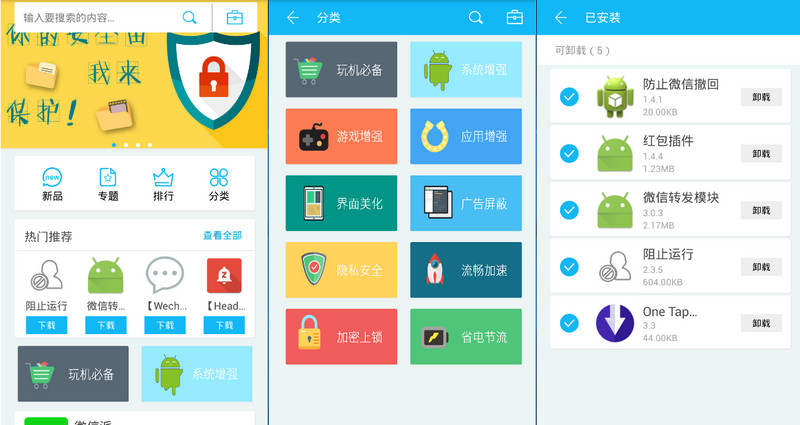 输入要搜索的内容...
我来
保护!
new
新品
专题
排行
分类
热门推荐
查看全部
阻止运行
微信转...
【Wech...
【Head...
下载
下载
下载
下载
玩机必备
系统增强
分类
玩机必备
系统增强
游戏增强
应用增强
界面美化
广告屏蔽
隐私安全
流畅加速
加密上锁
省电节流
已安装
可卸载 ( 5 )
防止微信撤回
1.4.1
20.00KB
卸载
红包插件
1.4.4
1.23MB
卸载
微信转发模块
3.0.3
2.17MB
卸载
阻止运行
2.3.5
604.00KB
卸载
One Tap...
3.3
44.00KB
卸载